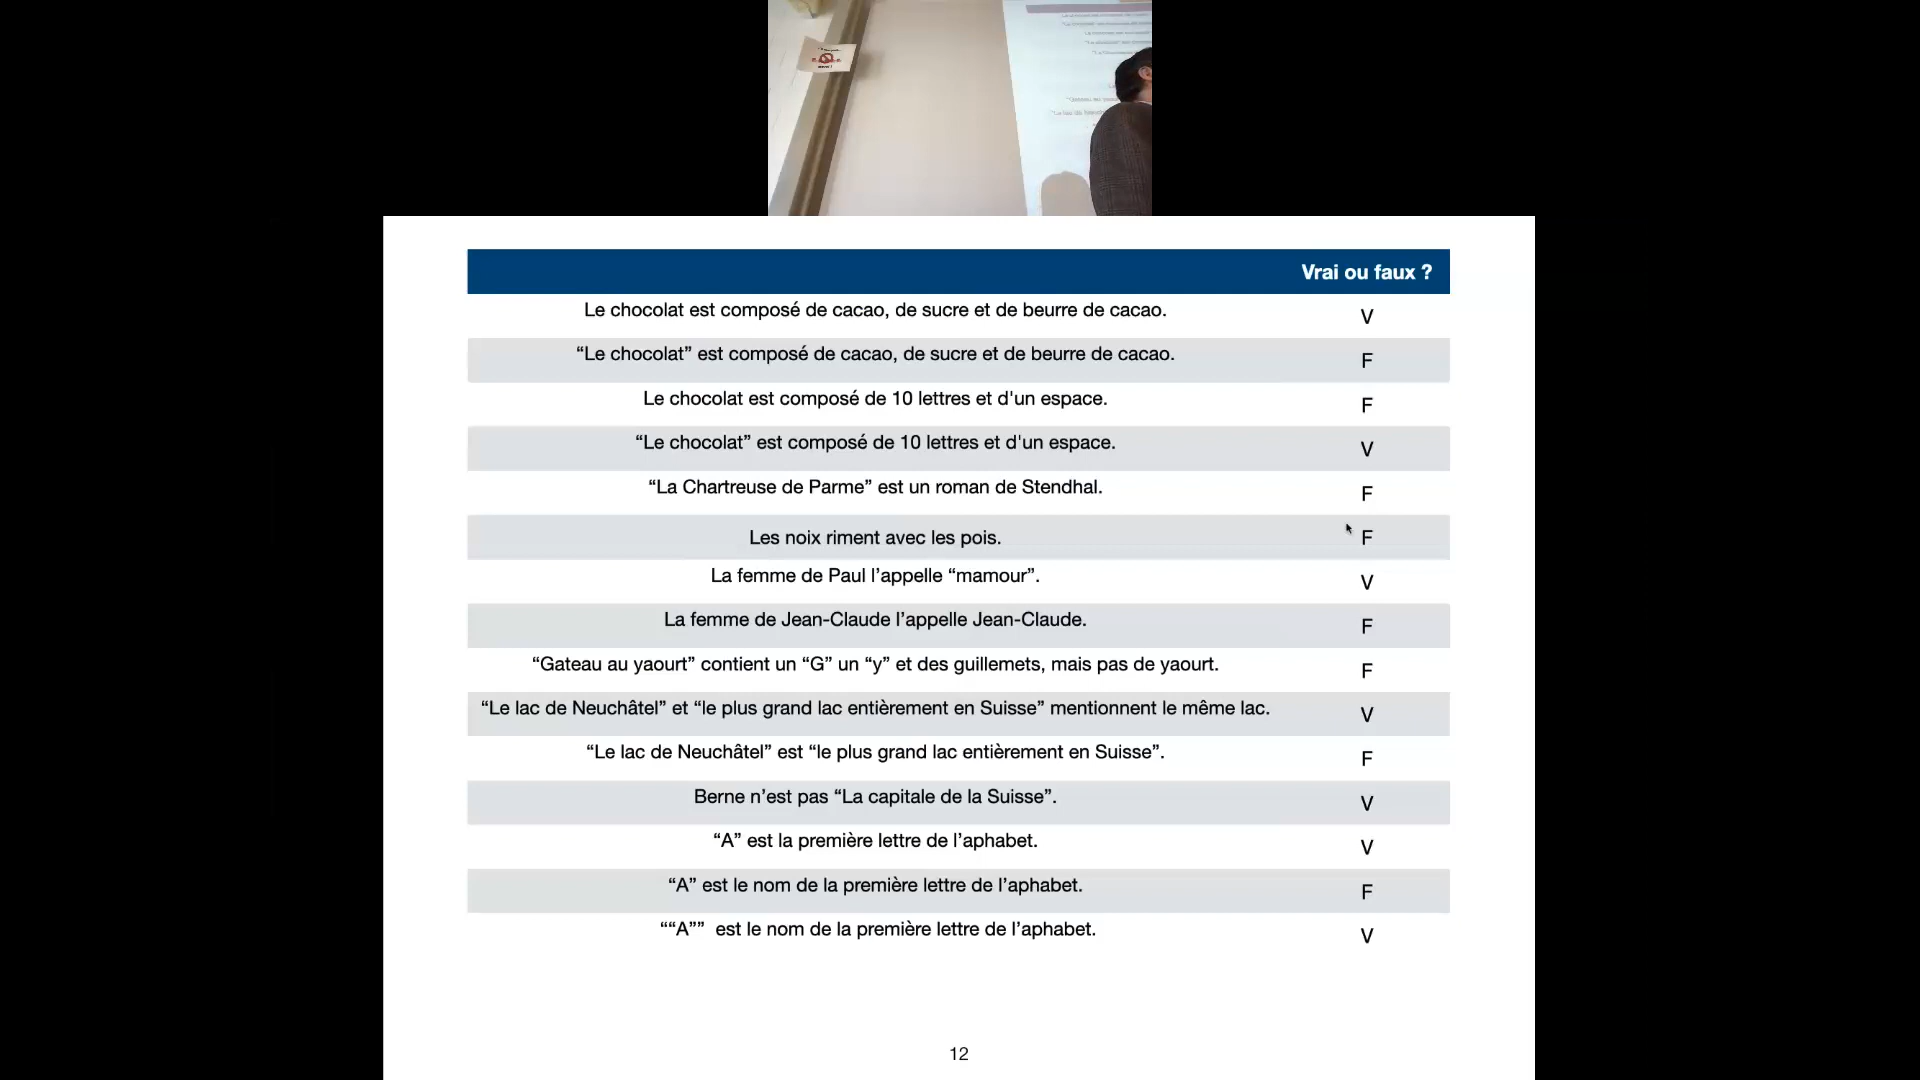 Vrai ou faux ?
Le chocolat est composé de cacao, de sucre et de beurre de cacao. V
“Le chocolat” est composé de cacao, de sucre et de beurre de cacao. F
Le chocolat est composé de 10 lettres et d'un espace. F
“Le chocolat” est composé de 10 lettres et d'un espace. V
“La Chartreuse de Parme” est un roman de Stendhal. F
Les noix riment avec les pois. F
La femme de Paul l’appelle “mamour”. V
La femme de Jean-Claude l’appelle Jean-Claude. F
“Gateau au yaourt” contient un “G” un “y” et des guillemets, mais pas de yaourt. F
“Le lac de Neuchâtel” et “le plus grand lac entièrement en Suisse” mentionnent le même lac. V
“Le lac de Neuchâtel” est “le plus grand lac entièrement en Suisse”. F
Berne n’est pas “La capitale de la Suisse”. V
“A” est la première lettre de l’aphabet. V
“A” est le nom de la première lettre de l’aphabet. F
““A”” est le nom de la première lettre de l’aphabet. V
12